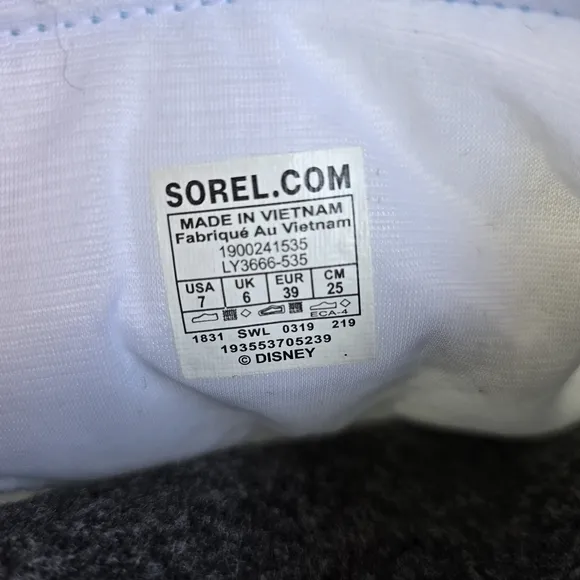 SOREL.COM
MADE IN VIETNAM
Fabriqué Au Vietnam
1900241535
LY3666-535
USA UK EUR CM
7 6 39 25
ECA-4
1831 SWL 0319 219
193553705239
© DISNEY